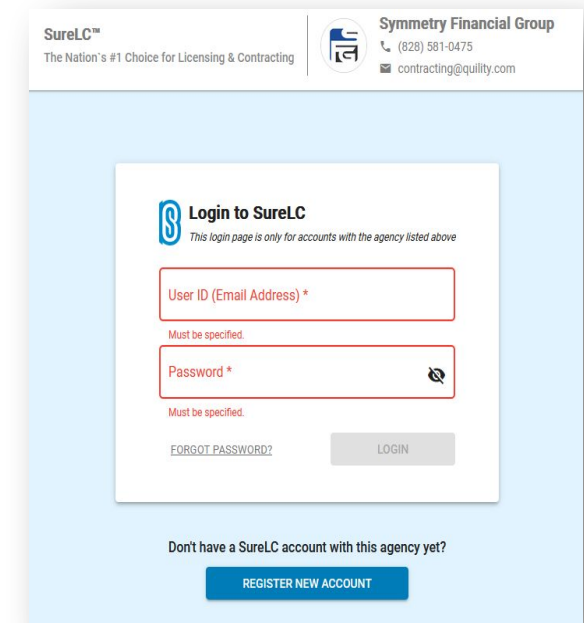 SureLC™
The Nation`s #1 Choice for Licensing & Contracting
Symmetry Financial Group
(828) 581-0475
contracting@quility.com
Login to SureLC
This login page is only for accounts with the agency listed above
User ID (Email Address) *
Must be specified.
Password *
Must be specified.
FORGOT PASSWORD?
LOGIN
Don't have a SureLC account with this agency yet?
REGISTER NEW ACCOUNT